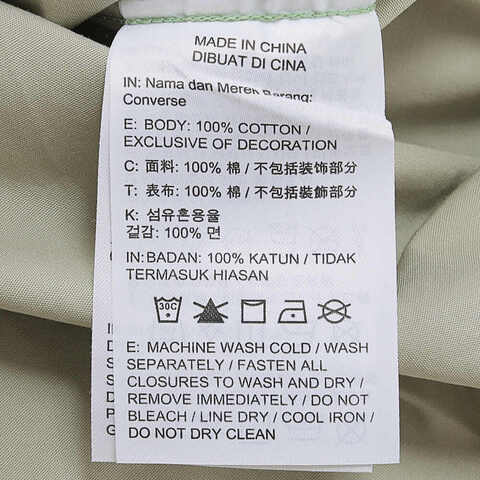 MADE IN CHINA
DIBUAT DI CINA
IN: Nama dan Merek Barang:
Converse
E: BODY: 100% COTTON /
EXCLUSIVE OF DECORATION
C: 面料: 100% 棉 / 不包括装饰部分
T: 表布: 100% 棉 / 不包括裝飾部分
K: 섬유혼용율
겉감: 100% 면
IN: BADAN: 100% KATUN / TIDAK
TERMASUK HIASAN
30C
E: MACHINE WASH COLD / WASH
SEPARATELY / FASTEN ALL
CLOSURES TO WASH AND DRY /
REMOVE IMMEDIATELY / DO NOT
BLEACH / LINE DRY / COOL IRON /
DO NOT DRY CLEAN